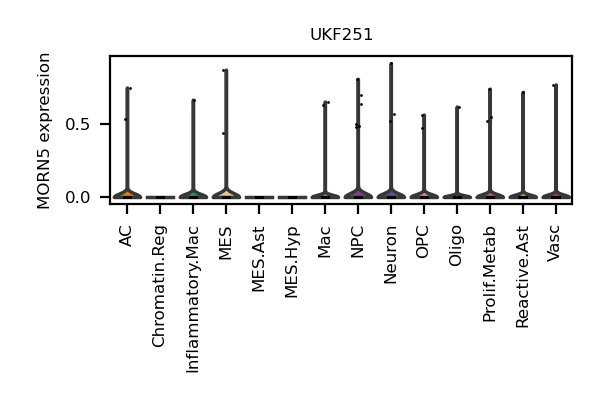 UKF251
MORN5 expression
0.5
0.0
AC
Chromatin.Reg
Inflammatory.Mac
MES
MES.Ast
MES.Hyp
Mac
NPC
Neuron
OPC
Oligo
Prolif.Metab
Reactive.Ast
Vasc